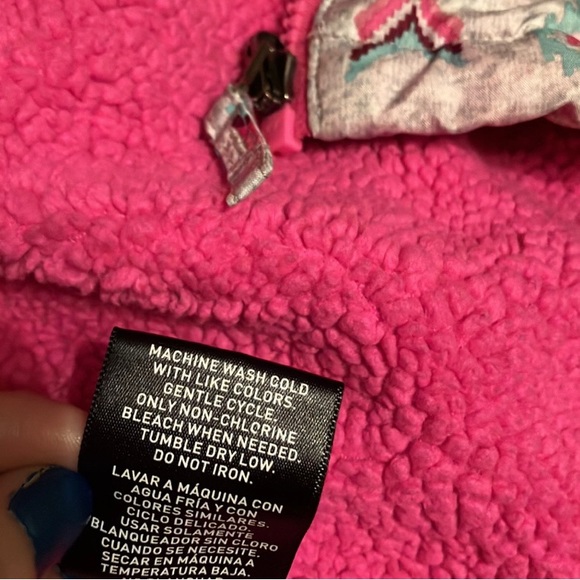 MACHINE WASH COLD
WITH LIKE COLORS.
GENTLE CYCLE.
ONLY NON-CHLORINE
BLEACH WHEN NEEDED.
TUMBLE DRY LOW.
DO NOT IRON.
LAVAR A MÁQUINA CON
AGUA FRÍA Y CON
COLORES SIMILARES.
CICLO DELICADO.
USAR SOLAMENTE
BLANQUEADOR SIN CLORO
CUANDO SE NECESITE.
SECAR EN MÁQUINA A
TEMPERATURA BAJA.